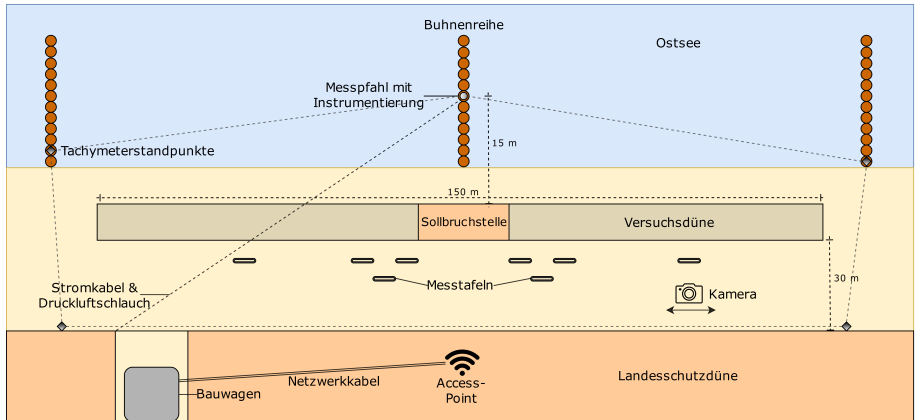 Buhnenreihe
Ostsee
Messpfahl mit
Instrumentierung
15 m
Tachymeterstandpunkte
150 m
Sollbruchstelle
Versuchsdüne
Messtafeln
30 m
Stromkabel &
Druckluftschlauch
Kamera
Netzwerkkabel
Access-
Point
Landesschutzdüne
Bauwagen